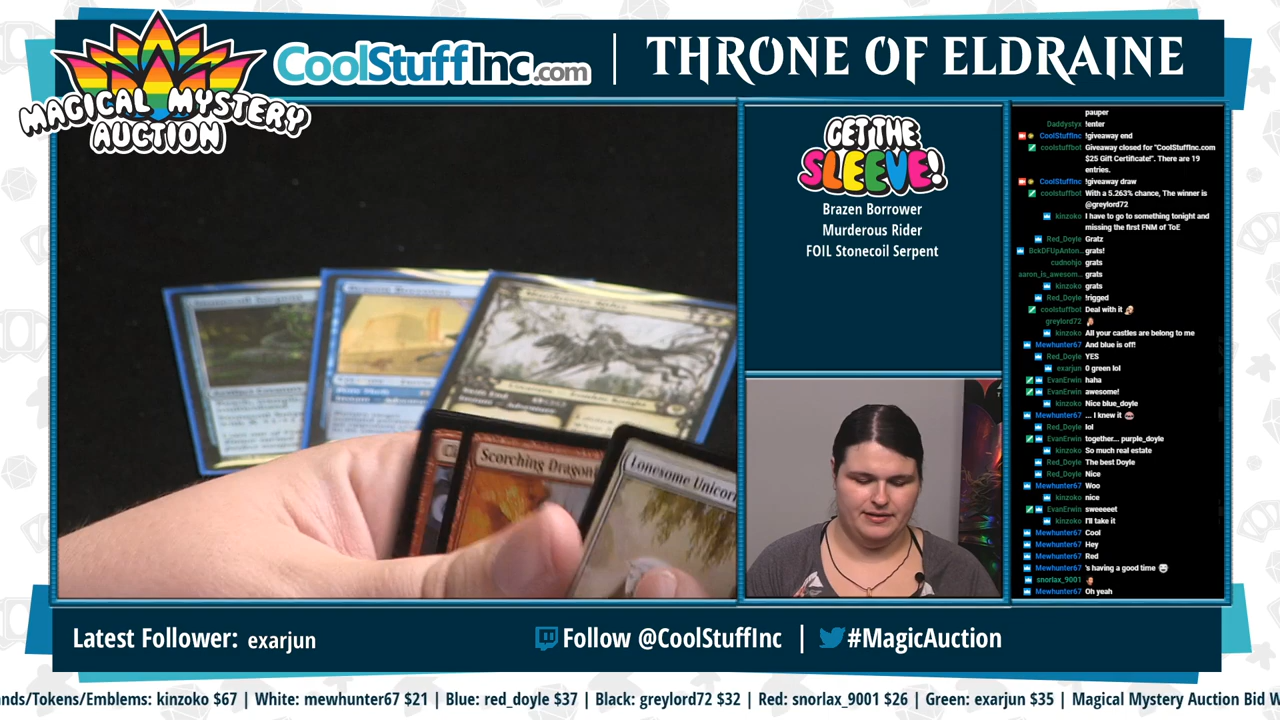 MAGICAL MYSTERY
AUCTION
CoolStuffInc.com
THRONE OF ELDRAINE
GET THE
SLEEVE!
Brazen Borrower
Murderous Rider
FOIL Stonecoil Serpent
Scorching Dragon
Lonesome Unicor
pauper
Daddystyx !enter
CoolStuffInc !giveaway end
coolstuffbot Giveaway closed for "CoolStuffInc.com
$25 Gift Certificate!". There are 19
entries.
CoolStuffInc !giveaway draw
coolstuffbot With a 5.263% chance, The winner is
@greylord72
kinzoko I have to go to something tonight and
missing the first FNM of ToE
Red_Doyle Gratz
BckDFUpAnton... grats!
cudnohjo grats
aaron_is_awesom... grats
kinzoko grats
Red_Doyle !rigged
coolstuffbot Deal with it
greylord72
kinzoko All your castles are belong to me
Mewhunter67 And blue is off!
Red_Doyle YES
exarjun 0 green lol
EvanErwin haha
EvanErwin awesome!
kinzoko Nice blue_doyle
Mewhunter67 ... I knew it
Red_Doyle lol
EvanErwin together... purple_doyle
kinzoko So much real estate
Red_Doyle The best Doyle
Red_Doyle Nice
Mewhunter67 Woo
kinzoko nice
EvanErwin sweeeeet
kinzoko I'll take it
Mewhunter67 Cool
Mewhunter67 Hey
Mewhunter67 Red
Mewhunter67 's having a good time
snorlax_9001
Mewhunter67 Oh yeah
Latest Follower: exarjun
Follow @CoolStuffInc | #MagicAuction
ands/Tokens/Emblems: kinzoko $67 | White: mewhunter67 $21 | Blue: red_doyle $37 | Black: greylord72 $32 | Red: snorlax_9001 $26 | Green: exarjun $35 | Magical Mystery Auction Bid W